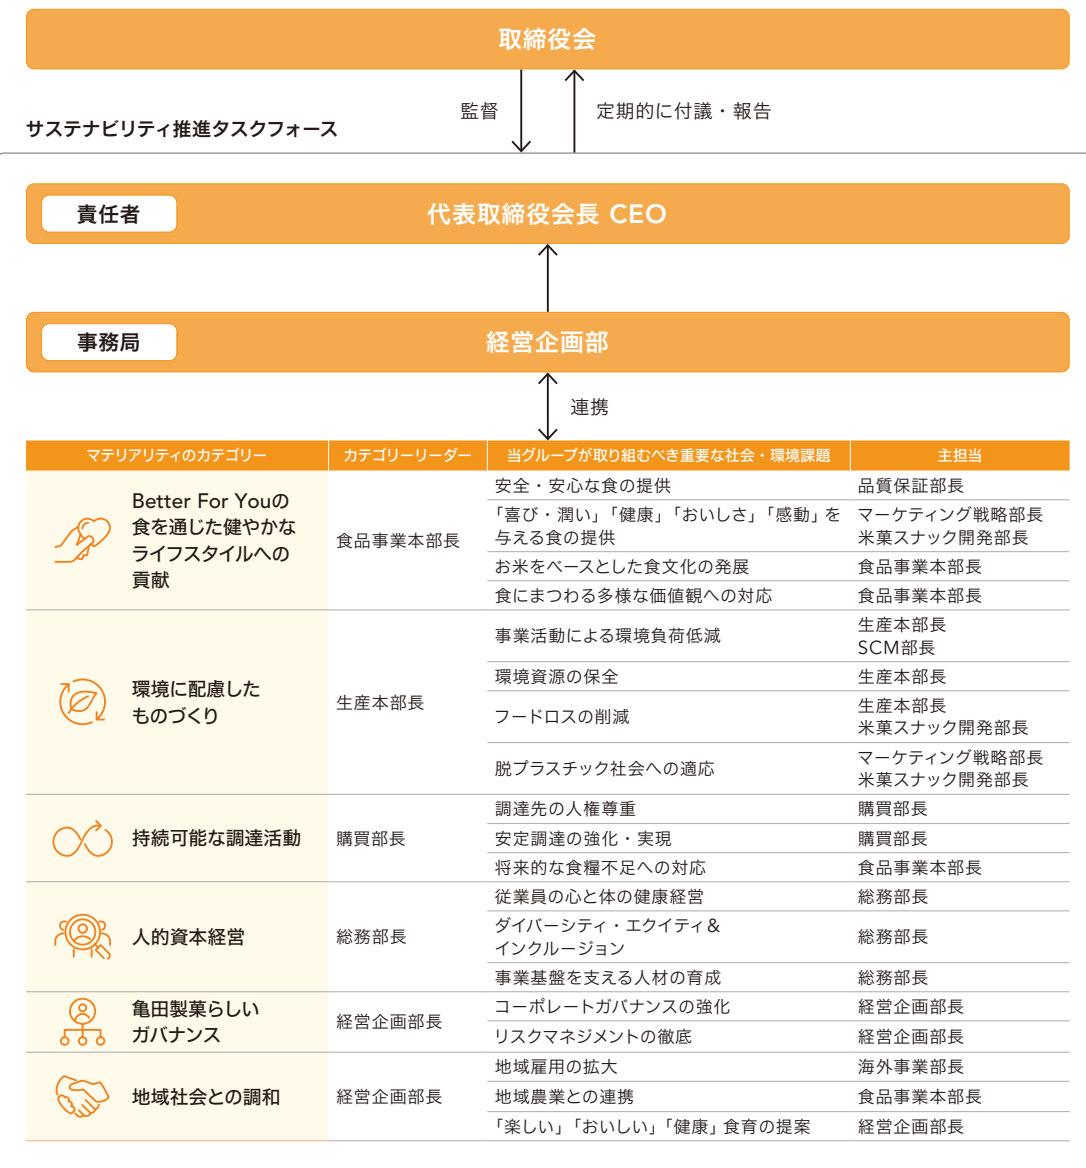 取締役会
監督
定期的に付議・報告
サステナビリティ推進タスクフォース
責任者
代表取締役会長 CEO
事務局
経営企画部
連携
マテリアリティのカテゴリー
カテゴリーリーダー
当グループが取り組むべき重要な社会・環境課題
主担当
Better For Youの
食を通じた健やかな
ライフスタイルへの
貢献
食品事業本部長
安全・安心な食の提供
品質保証部長
「喜び・潤い」「健康」「おいしさ」「感動」を
与える食の提供
マーケティング戦略部長
米菓スナック開発部長
お米をベースとした食文化の発展
食品事業本部長
食にまつわる多様な価値観への対応
食品事業本部長
環境に配慮した
ものづくり
生産本部長
事業活動による環境負荷低減
生産本部長
SCM部長
環境資源の保全
生産本部長
フードロスの削減
生産本部長
米菓スナック開発部長
脱プラスチック社会への適応
マーケティング戦略部長
米菓スナック開発部長
持続可能な調達活動
購買部長
調達先の人権尊重
購買部長
安定調達の強化・実現
購買部長
将来的な食糧不足への対応
食品事業本部長
人的資本経営
総務部長
従業員の心と体の健康経営
総務部長
ダイバーシティ・エクイティ＆
インクルージョン
総務部長
事業基盤を支える人材の育成
総務部長
亀田製菓らしい
ガバナンス
経営企画部長
コーポレートガバナンスの強化
経営企画部長
リスクマネジメントの徹底
経営企画部長
地域社会との調和
経営企画部長
地域雇用の拡大
海外事業部長
地域農業との連携
食品事業本部長
「楽しい」「おいしい」「健康」食育の提案
経営企画部長